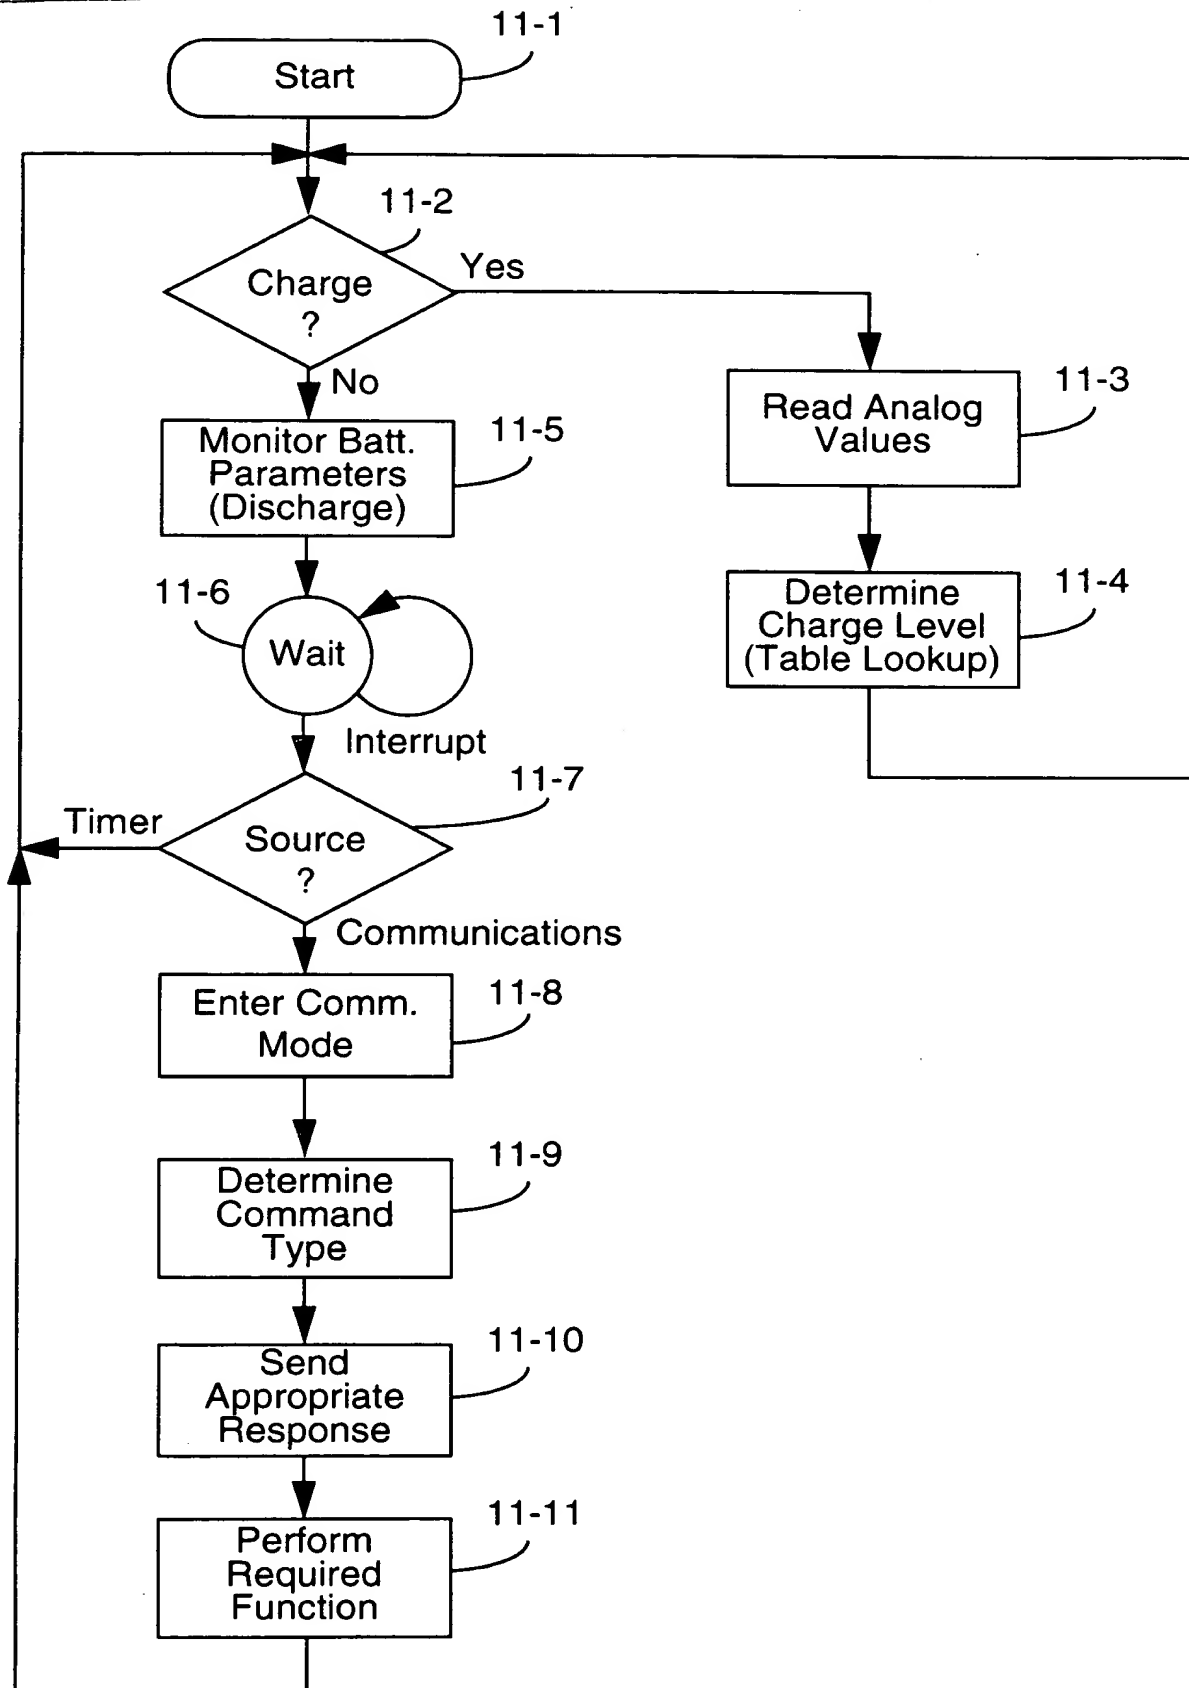 11-1
Start
11-2
Charge
?
Yes
No
11-3
Read Analog
Values
11-5
Monitor Batt.
Parameters
(Discharge)
11-4
Determine
Charge Level
(Table Lookup)
11-6
Wait
Interrupt
11-7
Timer
Source
?
Communications
11-8
Enter Comm.
Mode
11-9
Determine
Command
Type
11-10
Send
Appropriate
Response
11-11
Perform
Required
Function